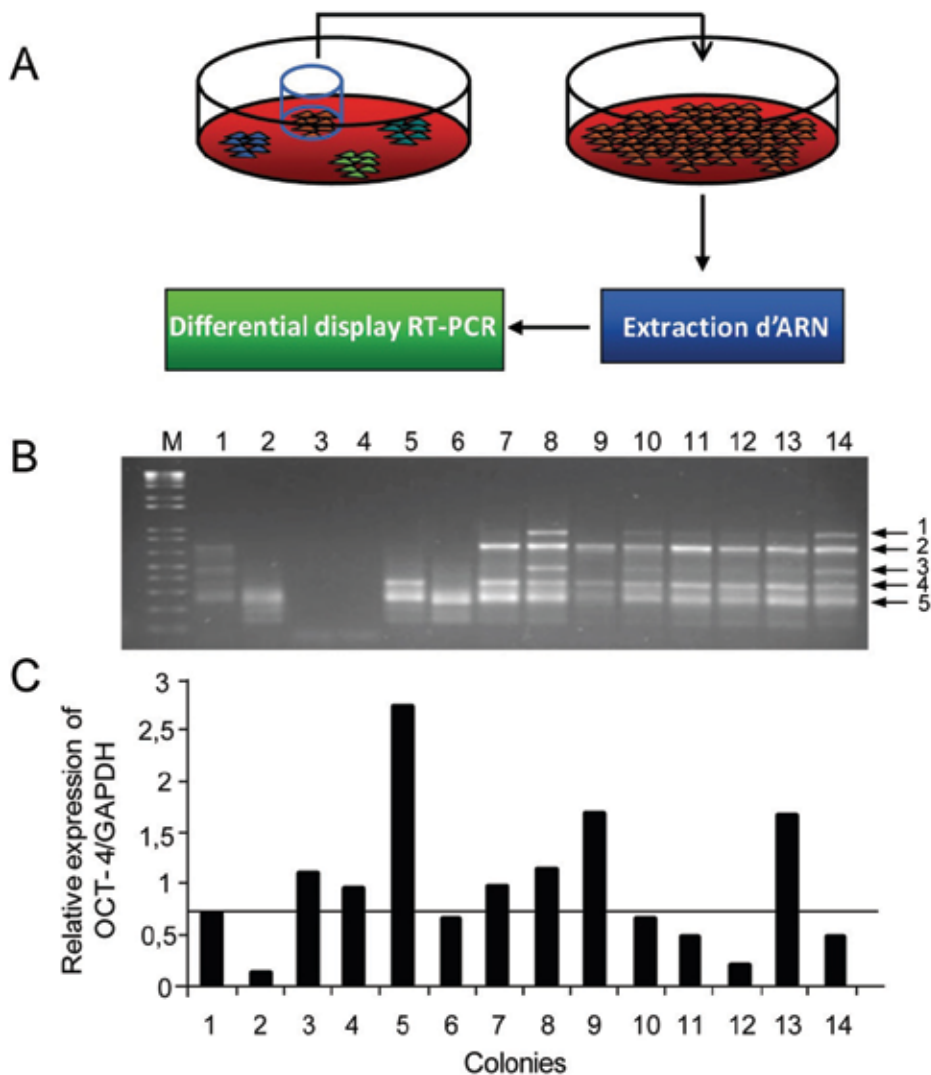 A
Differential display RT-PCR
Extraction d'ARN
B
M 1 2 3 4 5 6 7 8 9 10 11 12 13 14
1
2
3
4
5
C
Relative expression of
OCT-4/GAPDH
3
2,5
2
1,5
1
0,5
0
1 2 3 4 5 6 7 8 9 10 11 12 13 14
Colonies